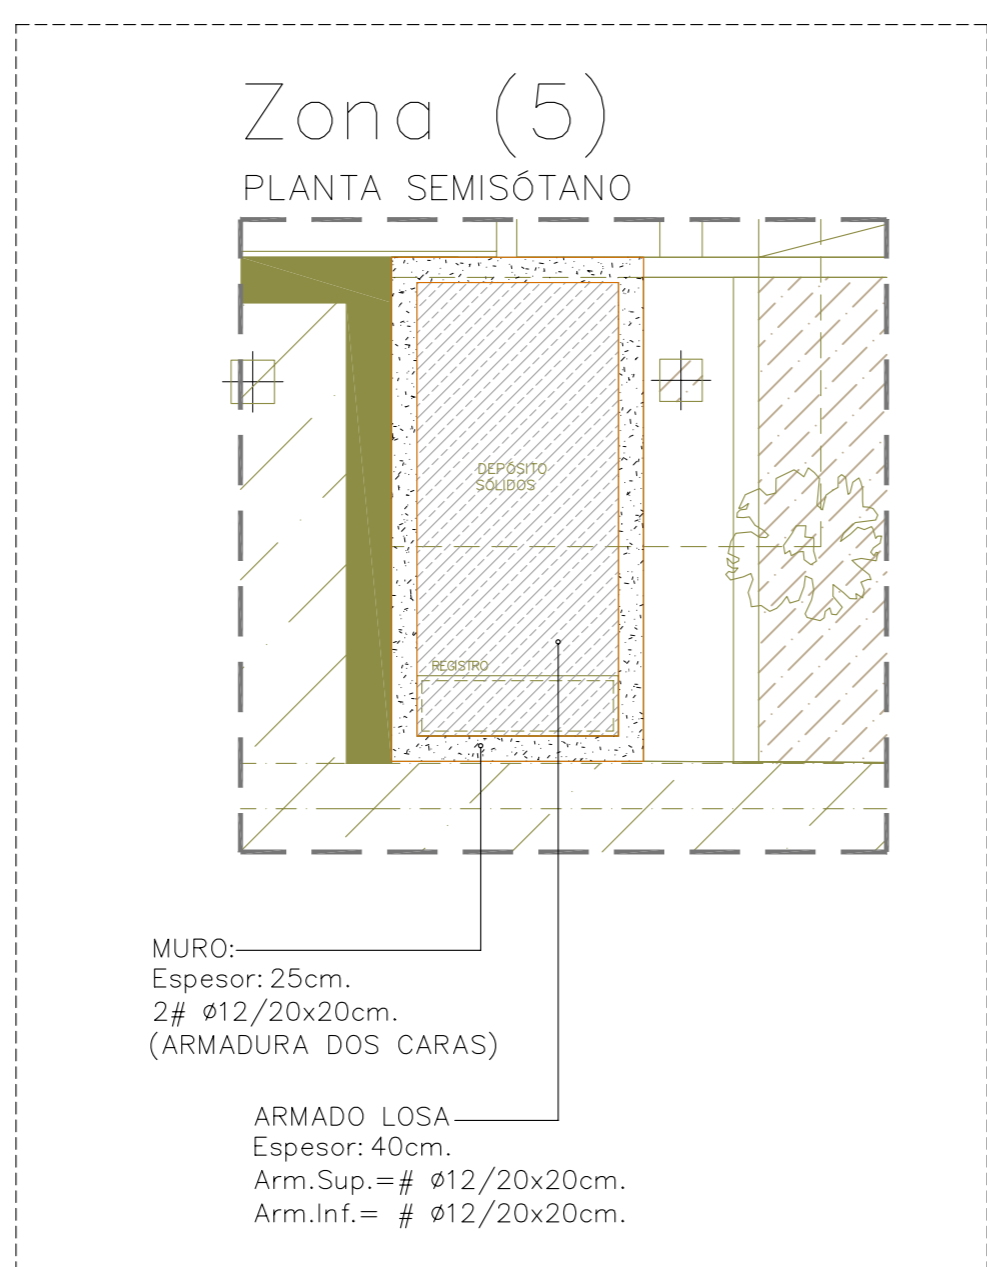 Zona (5)
PLANTA SEMISÓTANO
DEPÓSITO
SÓLIDOS
REGISTRO
MURO:
Espesor: 25cm.
2# ø12/20x20cm.
(ARMADURA DOS CARAS)
ARMADO LOSA
Espesor: 40cm.
Arm.Sup.=# ø12/20x20cm.
Arm.Inf.= # ø12/20x20cm.